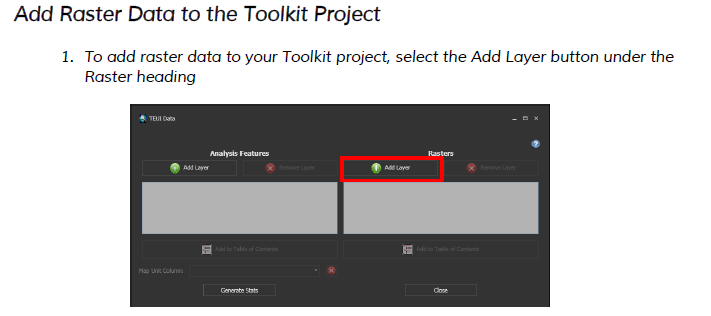 Add Raster Data to the Toolkit Project
1. To add raster data to your Toolkit project, select the Add Layer button under the
Raster heading
TEUI Data
Analysis Features
Rasters
Add Layer
Remove Layer
Add Layer
Remove Layer
Add to Table of Contents
Add to Table of Contents
Map Unit Column:
Generate Stats
Close